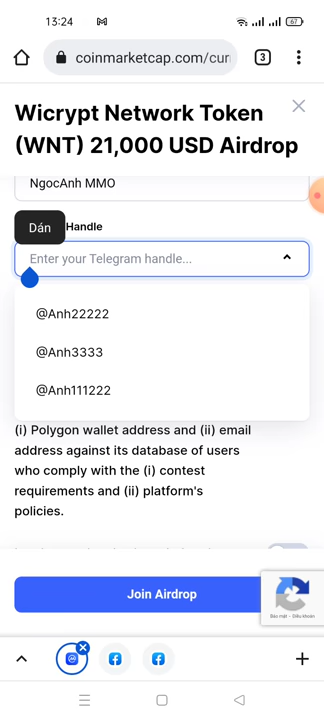 13:24
67
coinmarketcap.com/cur
3
Wicrypt Network Token
(WNT) 21,000 USD Airdrop
NgocAnh MMO
Dán
Handle
Enter your Telegram handle...
@Anh22222
@Anh3333
@Anh111222
(i) Polygon wallet address and (ii) email
address against its database of users
who comply with the (i) contest
requirements and (ii) platform's
policies.
Join Airdrop
Bảo mật - Điều khoản